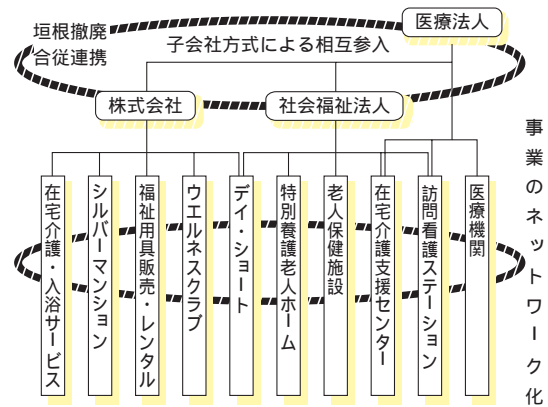 医療法人
垣根撤廃
合従連携
子会社方式による相互参入
株式会社
社会福祉法人
事業のネットワーク化
在宅介護・入浴サービス
シルバーマンション
福祉用具販売・レンタル
ウエルネスクラブ
デイ・ショート
特別養護老人ホーム
老人保健施設
在宅介護支援センター
訪問看護ステーション
医療機関